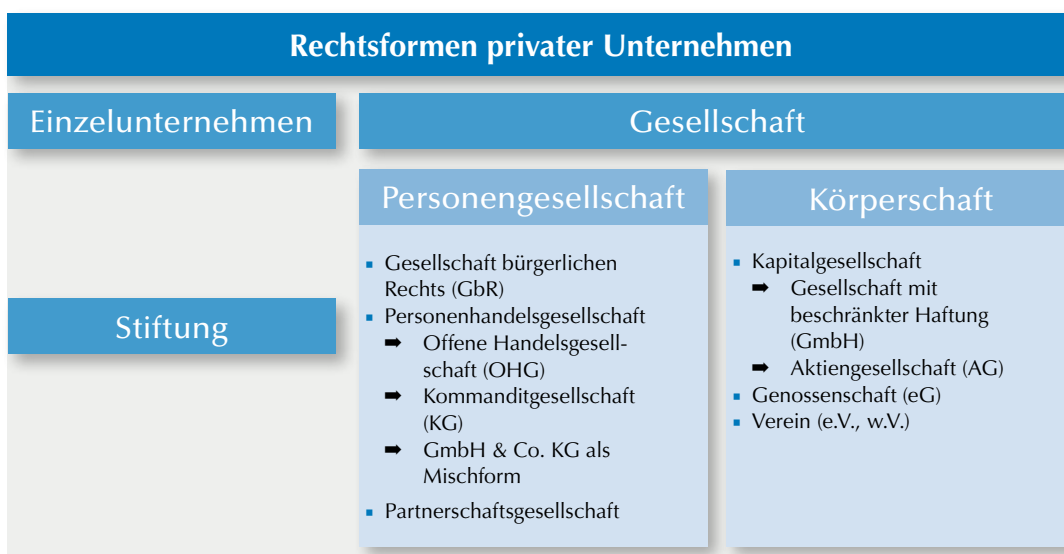 Rechtsformen privater Unternehmen
Einzelunternehmen
Gesellschaft
Stiftung
Personengesellschaft
Gesellschaft bürgerlichen
Rechts (GbR)
Personenhandelsgesellschaft
Offene Handelsgesell-
schaft (OHG)
Kommanditgesellschaft
(KG)
GmbH & Co. KG als
Mischform
Partnerschaftsgesellschaft
Körperschaft
Kapitalgesellschaft
Gesellschaft mit
beschränkter Haftung
(GmbH)
Aktiengesellschaft (AG)
Genossenschaft (eG)
Verein (e.V., w.V.)